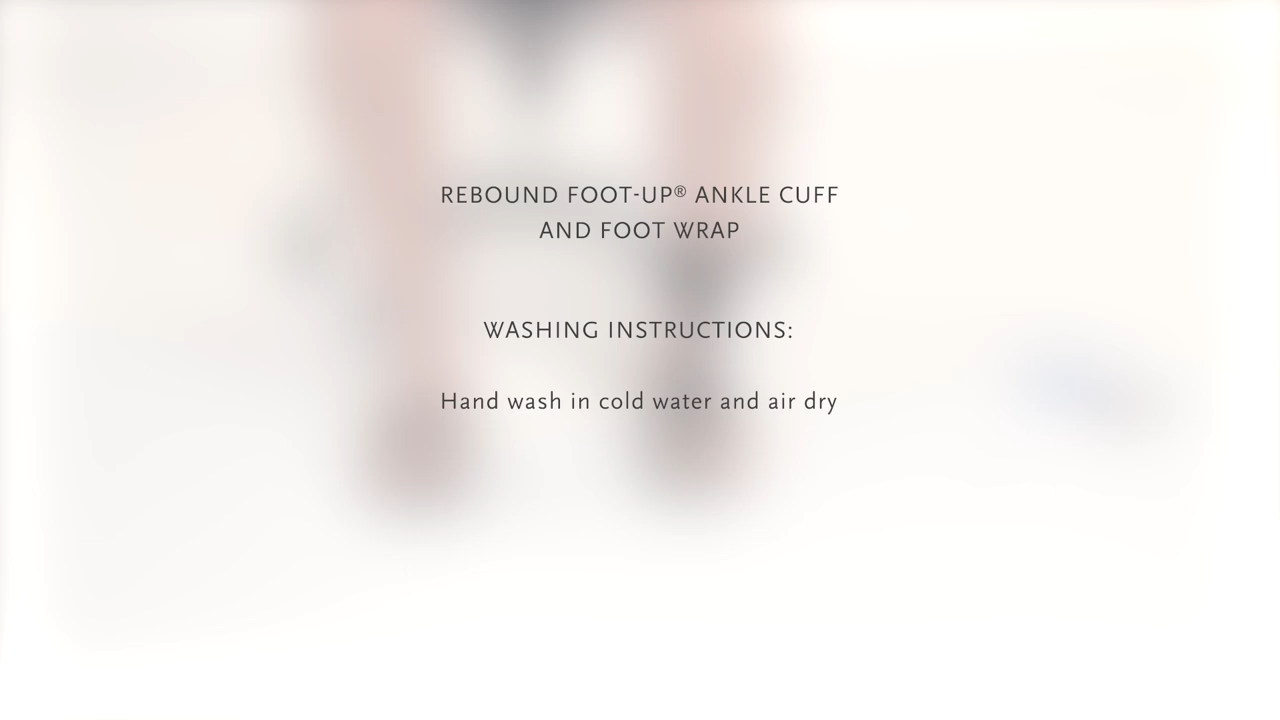 REBOUND FOOT-UP® ANKLE CUFF
AND FOOT WRAP
WASHING INSTRUCTIONS:
Hand wash in cold water and air dry